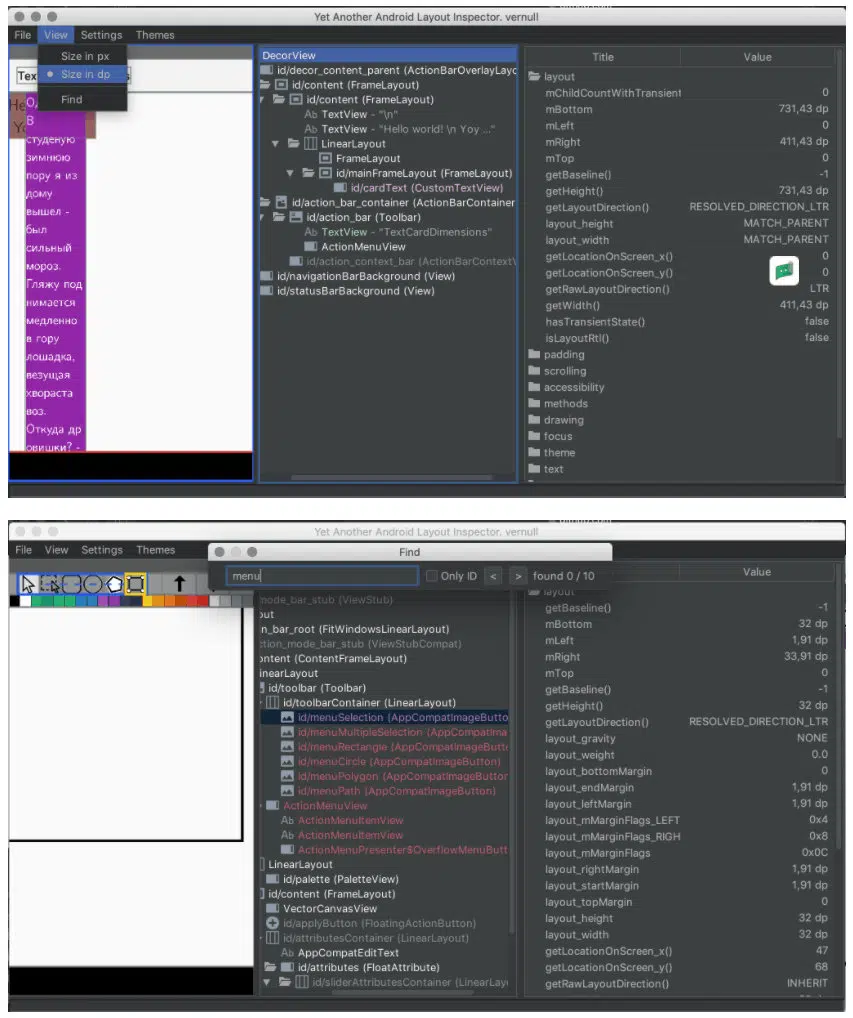 Yet Another Android Layout Inspector. vernull
File View Settings Themes
Size in px
Size in dp
Find
Tex
s
He
Yo
О,
В
студеную
зимнюю
пору я из
дому
вышел -
был
сильный
мороз.
Гляжу под
нимается
медленно
в гору
лошадка,
везущая
хвораста
воз.
Откуда др
овишки? -
DecorView
id/decor_content_parent (ActionBarOverlayLayo
id/content (FrameLayout)
id/content (FrameLayout)
Ab TextView - "\n"
Ab TextView - "Hello world! \n Yoy ..."
LinearLayout
FrameLayout
id/mainFrameLayout (FrameLayout)
id/cardText (CustomTextView)
id/action_bar_container (ActionBarContainer
id/action_bar (Toolbar)
Ab TextView - "TextCardDimensions"
ActionMenuView
id/action_context_bar (ActionBarContextV
id/navigationBarBackground (View)
id/statusBarBackground (View)
Title Value
layout
mChildCountWithTransient 0
mBottom 731,43 dp
mLeft 0
mRight 411,43 dp
mTop 0
getBaseline() -1
getHeight() 731,43 dp
getLayoutDirection() RESOLVED_DIRECTION_LTR
layout_height MATCH_PARENT
layout_width MATCH_PARENT
getLocationOnScreen_x() 0
getLocationOnScreen_y() 0
getRawLayoutDirection() LTR
getWidth() 411,43 dp
hasTransientState() false
isLayoutRtl() false
padding
scrolling
accessibility
methods
drawing
focus
theme
text
Yet Another Android Layout Inspector. vernull
File View Settings Themes
Find
menu Only ID < > found 0 / 10
mode_bar_stub (ViewStub)
out
n_bar_root (FitWindowsLinearLayout)
ction_mode_bar_stub (ViewStubCompat)
ontent (ContentFrameLayout)
inearLayout
id/toolbar (Toolbar)
id/toolbarContainer (LinearLayout)
id/menuSelection (AppCompatImageButto
id/menuMultipleSelection (AppCompatIma
id/menuRectangle (AppCompatImageButt
id/menuCircle (AppCompatImageButton)
id/menuPolygon (AppCompatImageButton
id/menuPath (AppCompatImageButton)
ActionMenuView
Ab ActionMenuItemView
Ab ActionMenuItemView
ActionMenuPresenter$OverflowMenuButt
LinearLayout
id/palette (PaletteView)
id/content (FrameLayout)
VectorCanvasView
id/applyButton (FloatingActionButton)
id/attributesContainer (LinearLayout)
Ab AppCompatEditText
id/attributes (FloatAttribute)
id/sliderAttributesContainer (LinearLay
Value
layout
getBaseline() -1
mBottom 32 dp
mLeft 1,91 dp
mRight 33,91 dp
mTop 0
getBaseline() -1
getHeight() 32 dp
getLayoutDirection() RESOLVED_DIRECTION_LTR
layout_gravity NONE
layout_weight 0.0
layout_bottomMargin 0
layout_endMargin 1,91 dp
layout_leftMargin 1,91 dp
layout_mMarginFlags_LEFT 0x4
layout_mMarginFlags_RIGH 0x8
layout_mMarginFlags 0x0C
layout_rightMargin 1,91 dp
layout_startMargin 1,91 dp
layout_topMargin 0
layout_height 32 dp
layout_width 32 dp
getLocationOnScreen_x() 47
getLocationOnScreen_y() 68
getRawLayoutDirection() INHERIT